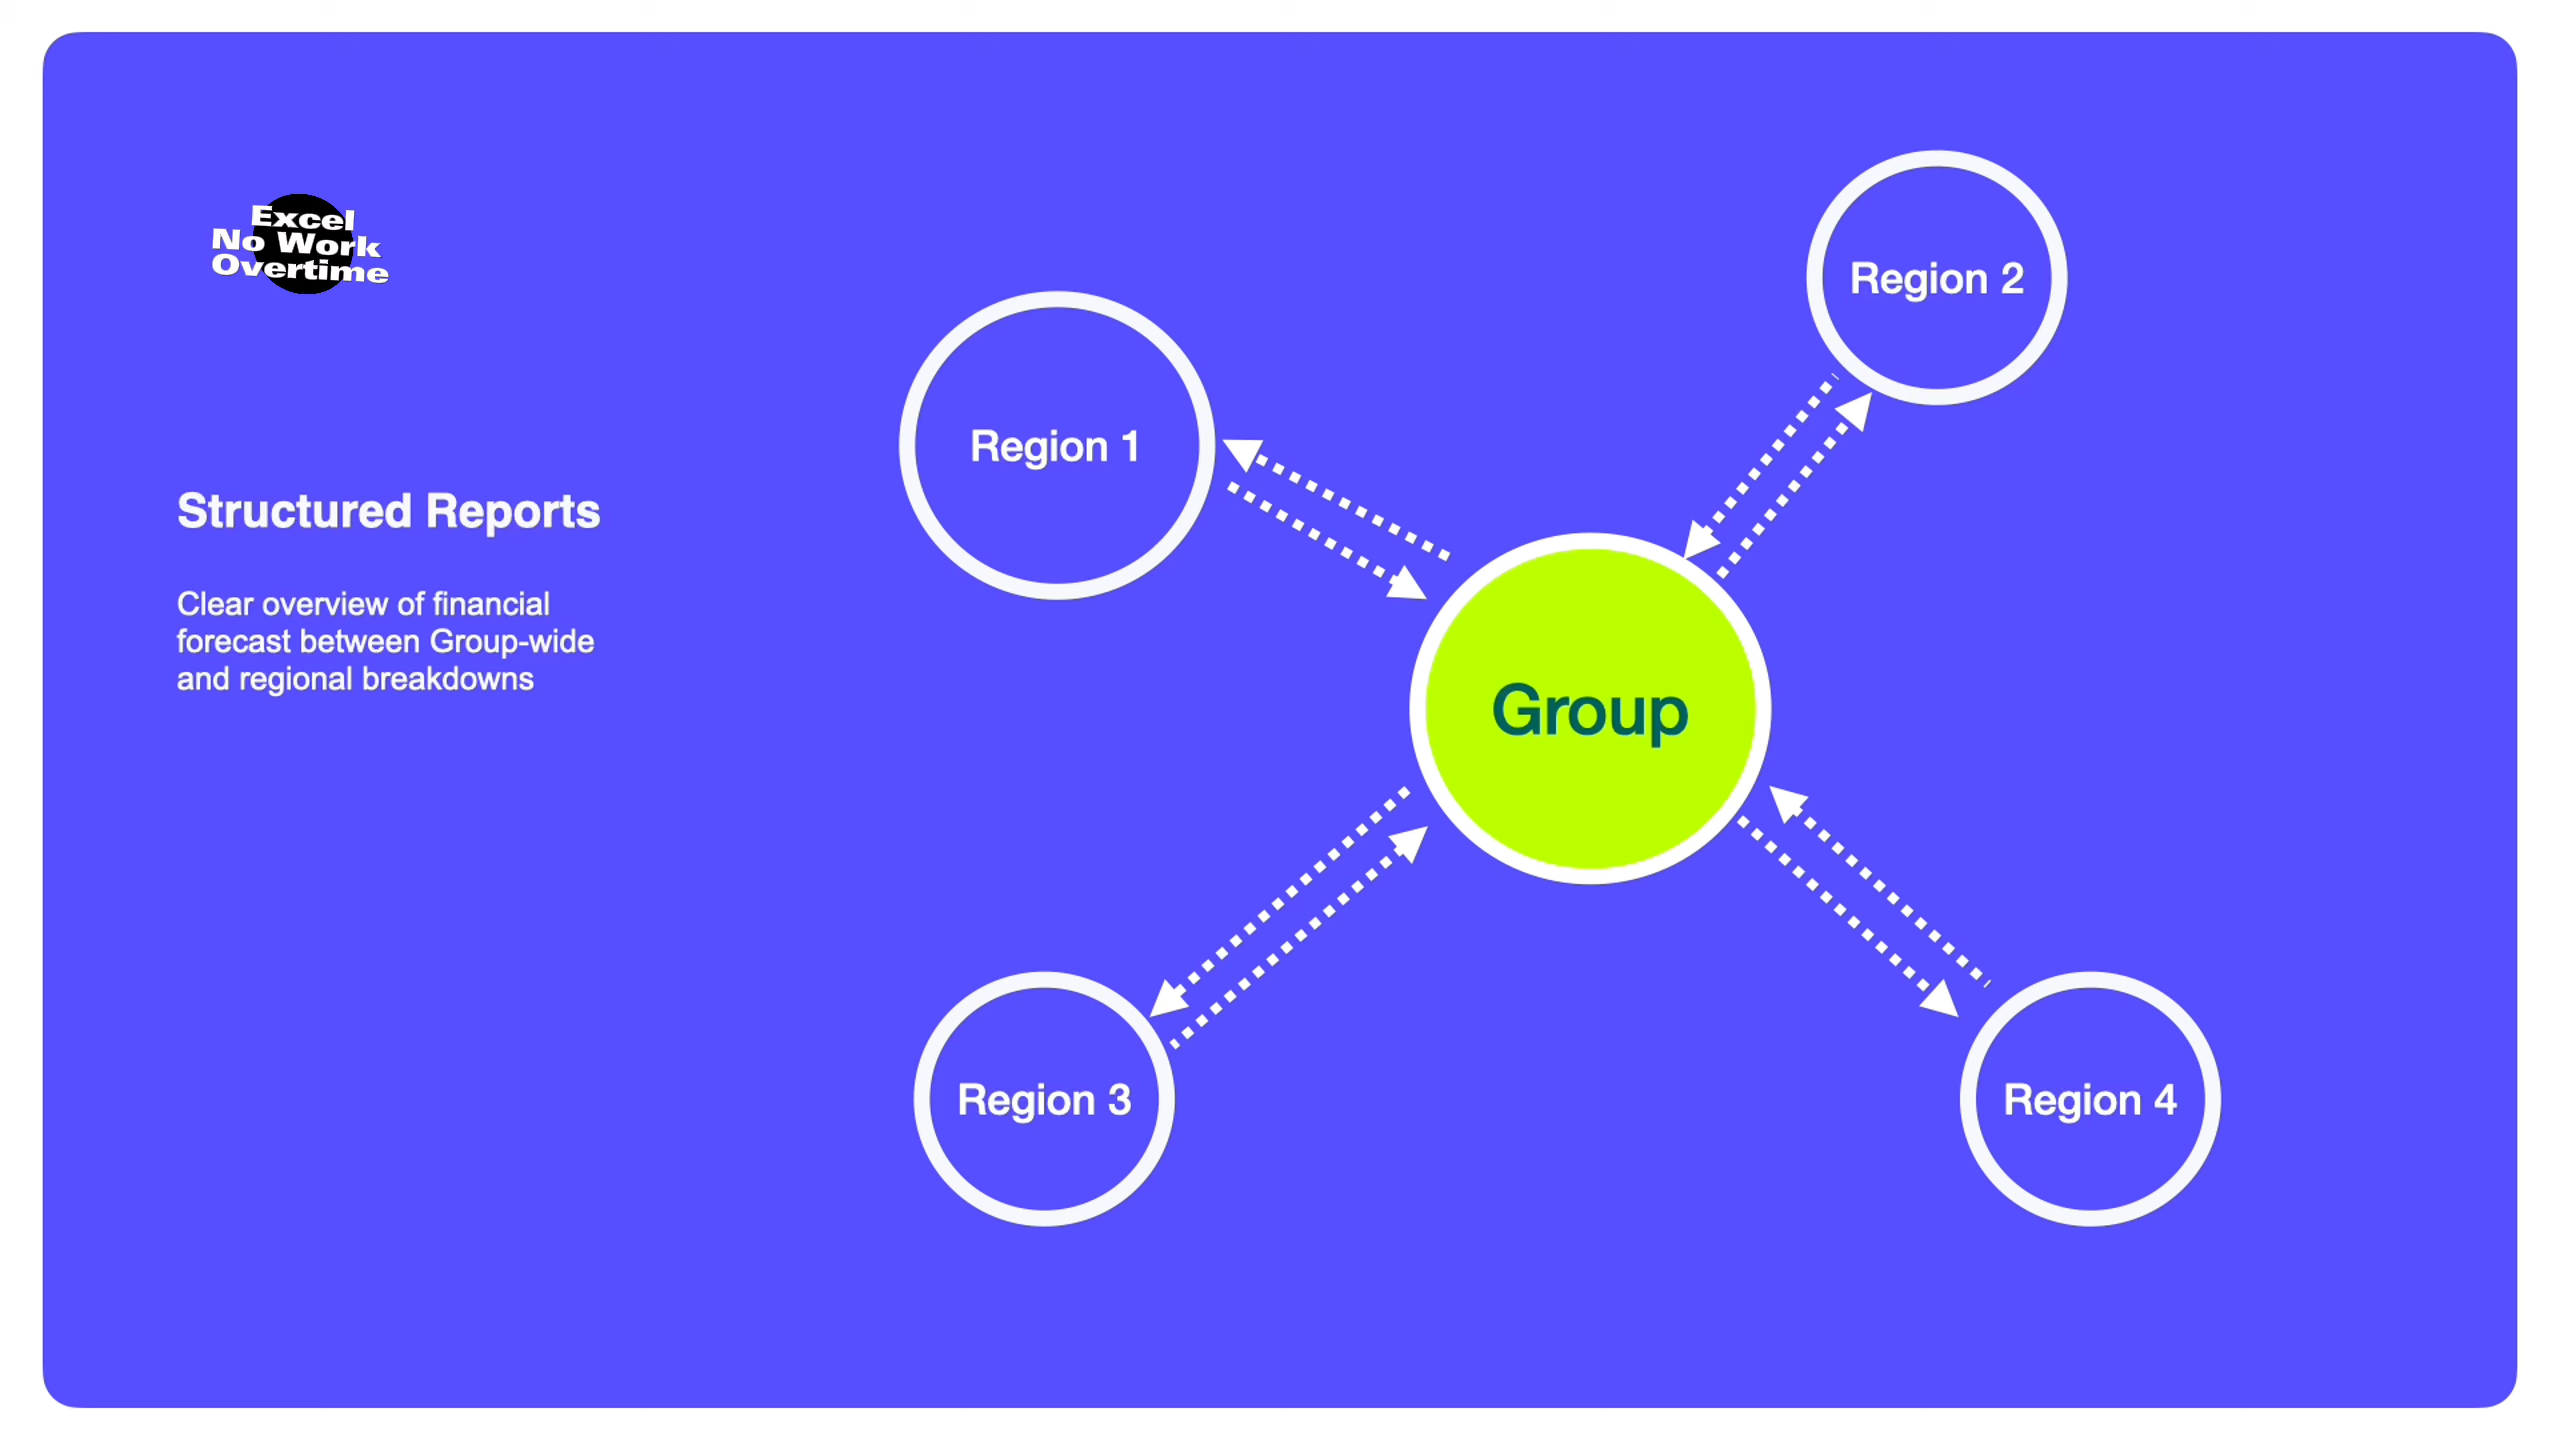 Excel
No Work
Overtime
Structured Reports
Clear overview of financial
forecast between Group-wide
and regional breakdowns
Region 1
Region 2
Group
Region 3
Region 4